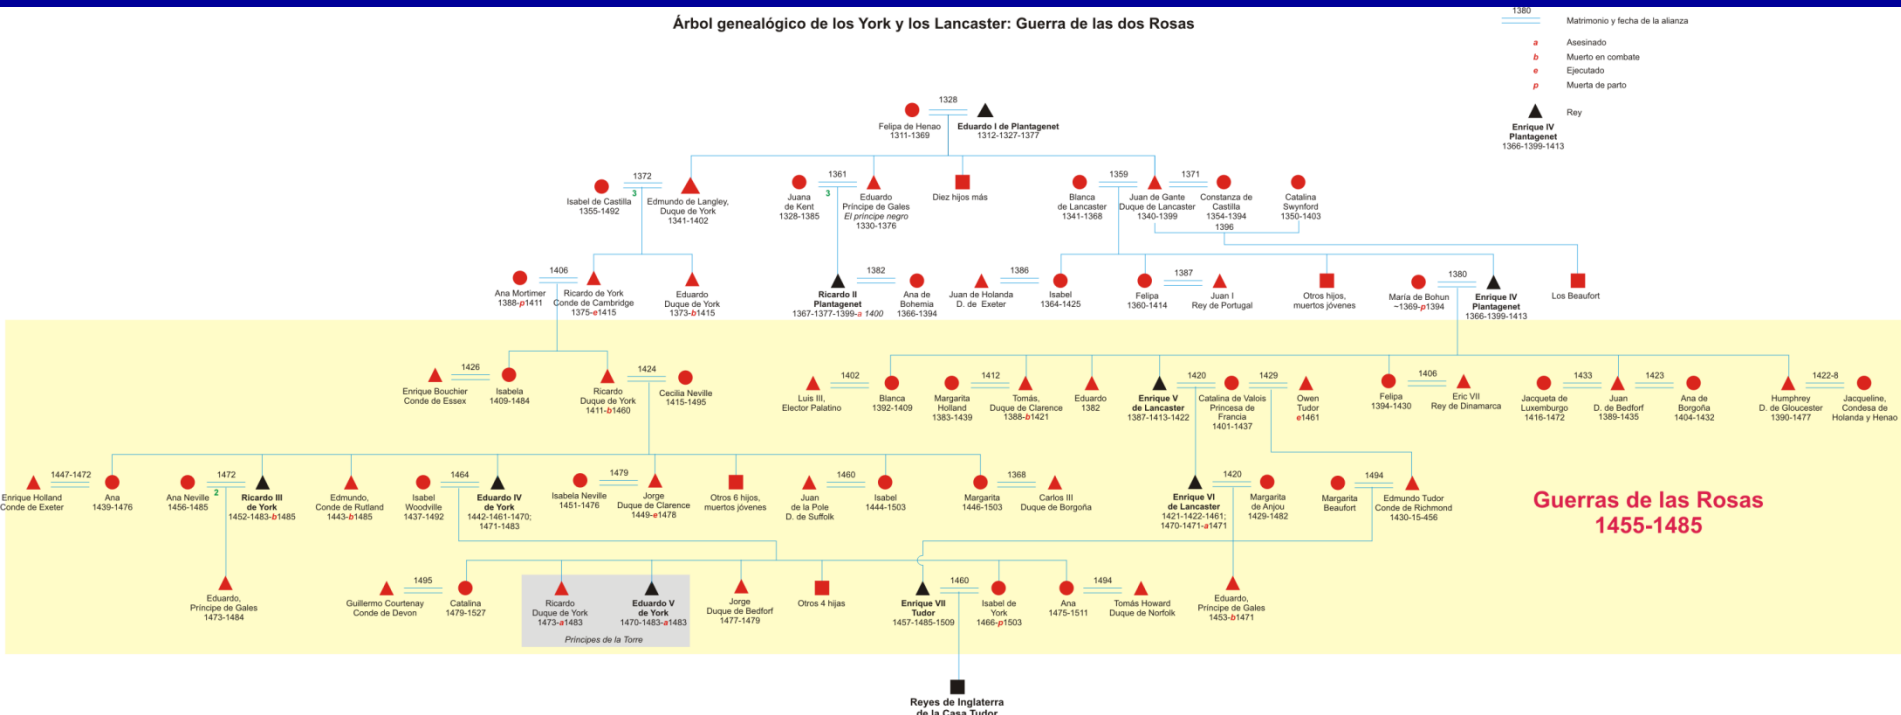 Árbol genealógico de los York y los Lancaster: Guerra de las dos Rosas
1380
Matrimonio y fecha de la alianza
a Asesinado
b Muerto en combate
e Ejecutado
p Muerta de parto
Rey
Enrique IV
Plantagenet
1366-1399-1413
1328
Felipa de Henao
1311-1369
Eduardo I de Plantagenet
1312-1327-1377
1372
3
Isabel de Castilla
1355-1492
Edmundo de Langley,
Duque de York
1341-1402
1361
3
Juana
de Kent
1328-1385
Eduardo
Príncipe de Gales
El príncipe negro
1330-1376
Diez hijos más
1359
Blanca
de Lancaster
1341-1368
Juan de Gante
Duque de Lancaster
1340-1399
1371
Constanza de
Castilla
1354-1394
Catalina
Swynford
1350-1403
1396
1406
Ana Mortimer
1388-p1411
Ricardo de York
Conde de Cambridge
1375-e1415
Eduardo
Duque de York
1373-b1415
Ricardo II
Plantagenet
1367-1377-1399-a 1400
1382
Ana de
Bohemia
1366-1394
Juan de Holanda
D. de Exeter
1386
Isabel
1364-1425
Felipa
1360-1414
1387
Juan I
Rey de Portugal
Otros hijos,
muertos jóvenes
María de Bohun
~1369-p1394
1380
Enrique IV
Plantagenet
1366-1399-1413
Los Beaufort
Enrique Bouchier
Conde de Essex
1426
Isabela
1409-1484
Ricardo
Duque de York
1411-b1460
1424
Cecilia Neville
1415-1495
Luis III,
Elector Palatino
1402
Blanca
1392-1409
Margarita
Holland
1383-1439
1412
Tomás,
Duque de Clarence
1388-b1421
Eduardo
1382
Enrique V
de Lancaster
1387-1413-1422
1420
Catalina de Valois
Princesa de
Francia
1401-1437
1429
Owen
Tudor
e1461
Felipa
1394-1430
1406
Eric VII
Rey de Dinamarca
Jacqueta de
Luxemburgo
1416-1472
1433
Juan
D. de Bedforf
1389-1435
1423
Ana de
Borgoña
1404-1432
Humphrey
D. de Gloucester
1390-1477
1422-8
Jacqueline,
Condesa de
Holanda y Henao
Enrique Holland
Conde de Exeter
1447-1472
Ana
1439-1476
Ana Neville
1456-1485
1472
2
Ricardo III
de York
1452-1483-b1485
Edmundo,
Conde de Rutland
1443-b1485
Isabel
Woodville
1437-1492
1464
Eduardo IV
de York
1442-1461-1470;
1471-1483
Isabela Neville
1451-1476
1479
Jorge
Duque de Clarence
1449-e1478
Otros 6 hijos,
muertos jóvenes
Juan
de la Pole
D. de Suffolk
1460
Isabel
1444-1503
Margarita
1446-1503
1368
Carlos III
Duque de Borgoña
Enrique VI
de Lancaster
1421-1422-1461;
1470-1471-a1471
1420
Margarita
de Anjou
1429-1482
Margarita
Beaufort
1494
Edmundo Tudor
Conde de Richmond
1430-15-456
Guerras de las Rosas
1455-1485
Eduardo,
Príncipe de Gales
1473-1484
Guillermo Courtenay
Conde de Devon
1495
Catalina
1479-1527
Ricardo
Duque de York
1473-a1483
Eduardo V
de York
1470-1483-a1483
Príncipes de la Torre
Jorge
Duque de Bedforf
1477-1479
Otros 4 hijas
Enrique VII
Tudor
1457-1485-1509
1460
Isabel de
York
1466-p1503
Ana
1475-1511
1494
Tomás Howard
Duque de Norfolk
Eduardo,
Príncipe de Gales
1453-b1471
Reyes de Inglaterra
de la Casa Tudor